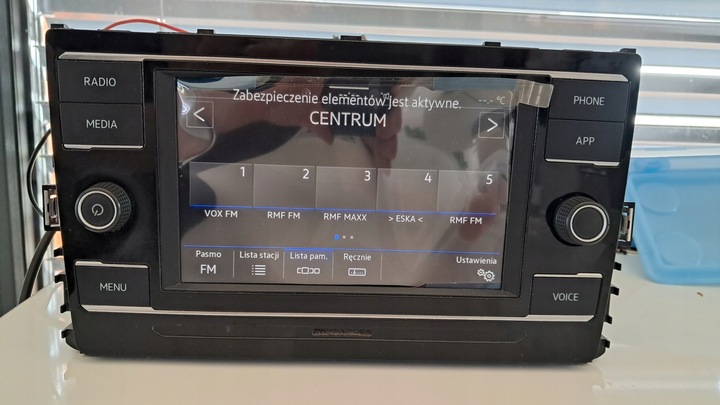 RADIO
MEDIA
MENU
PHONE
APP
VOICE
Zabezpieczenie elementów jest aktywne.
--,- °C
CENTRUM
< >
1 2 3 4 5
VOX FM RMF FM RMF MAXX > ESKA < RMF FM
Pasmo Lista stacji Lista pam. Ręcznie Ustawienia
FM